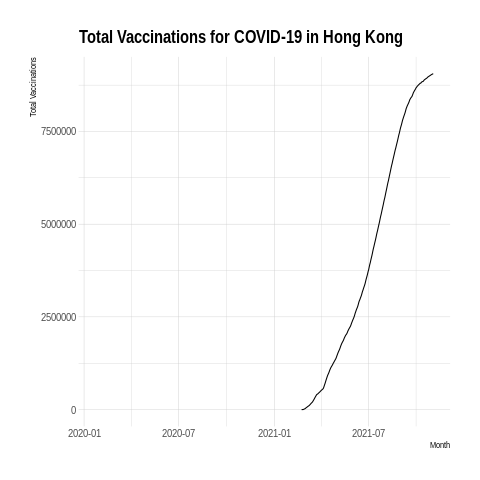 Total Vaccinations for COVID-19 in Hong Kong
Total Vaccinations
7500000
5000000
2500000
0
2020-01 2020-07 2021-01 2021-07
Month